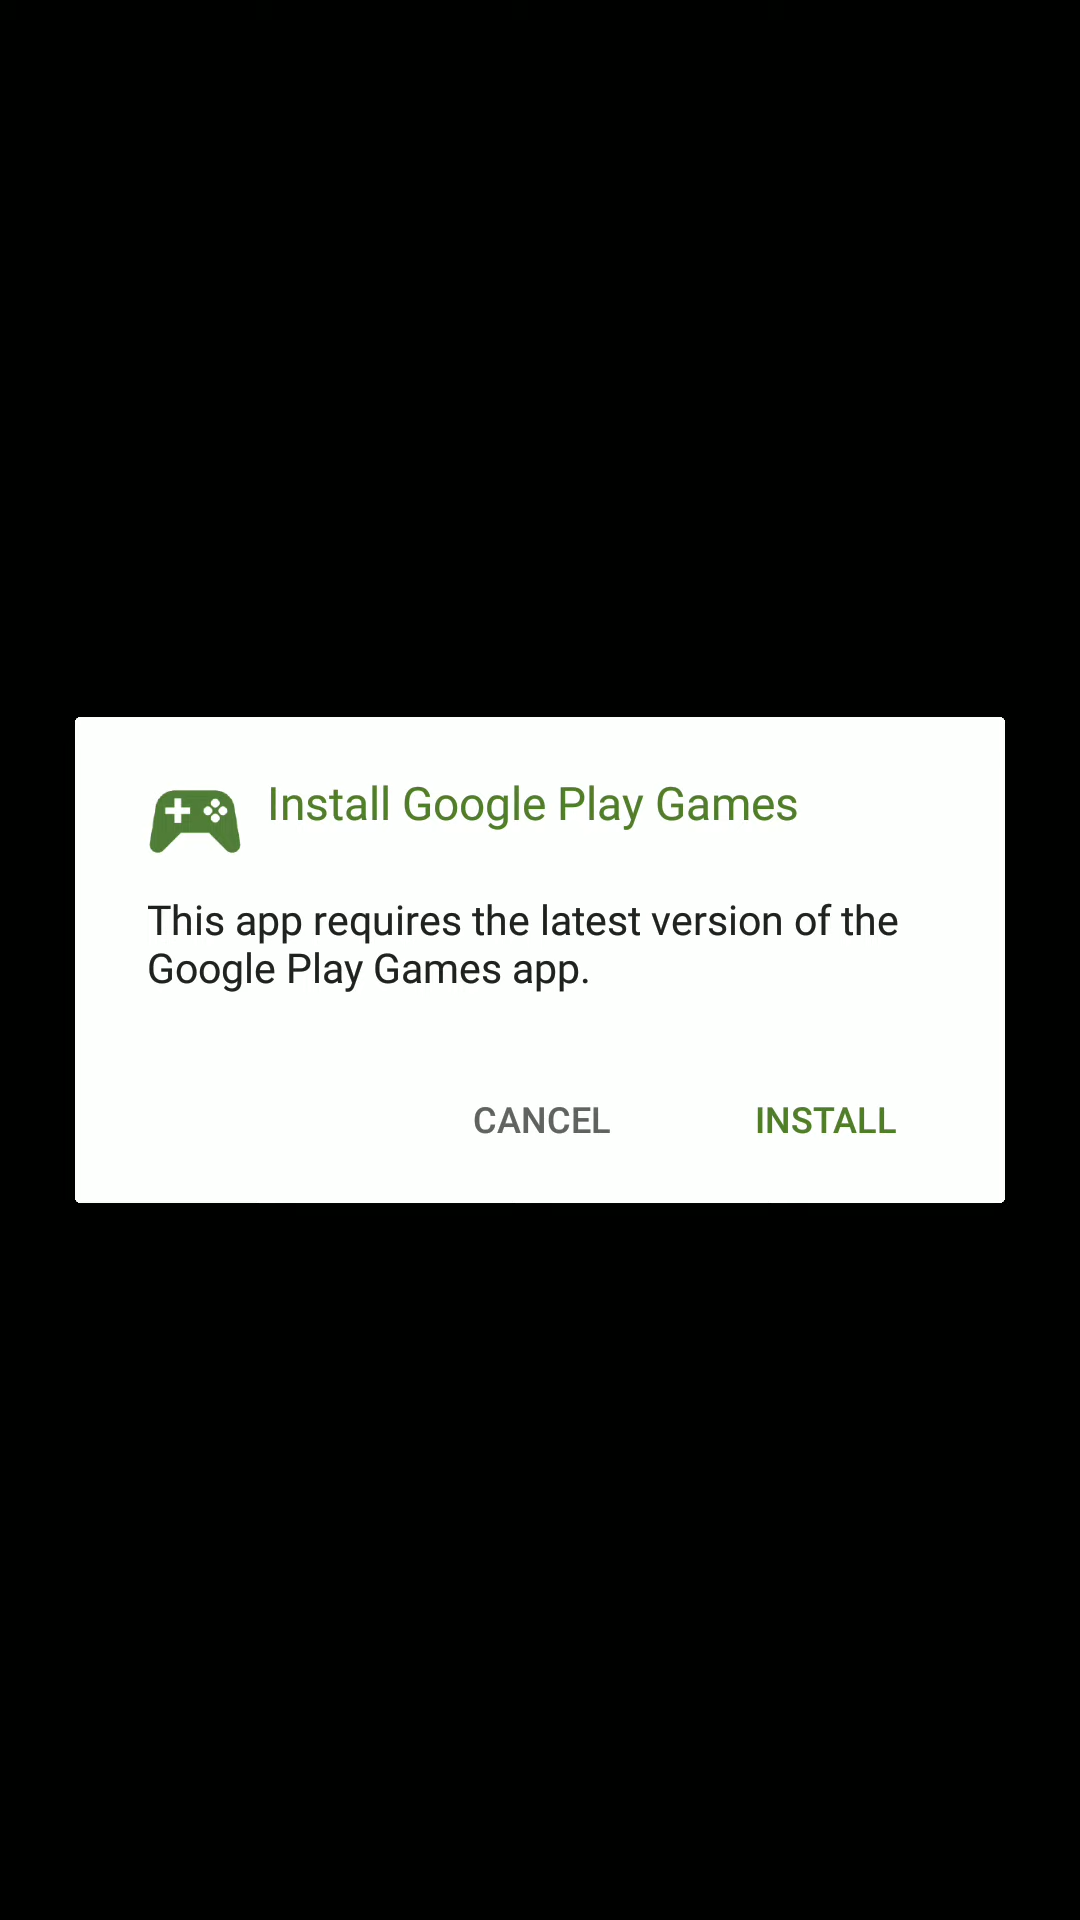 Install Google Play Games
This app requires the latest version of the
Google Play Games app.
CANCEL INSTALL